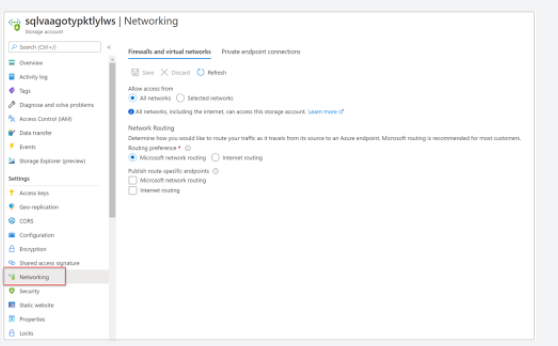 sqlvaagotypktlylws | Networking
Storage account
Search (Ctrl+/)
«
Overview
Activity log
Tags
Diagnose and solve problems
Access Control (IAM)
Data transfer
Events
Storage Explorer (preview)
Settings
Access keys
Geo-replication
CORS
Configuration
Encryption
Shared access signature
Networking
Security
Static website
Properties
Locks
Firewalls and virtual networks Private endpoint connections
Save Discard Refresh
Allow access from
All networks Selected networks
All networks, including the internet, can access this storage account. Learn more
Network Routing
Determine how you would like to route your traffic as it travels from its source to an Azure endpoint. Microsoft routing is recommended for most customers.
Routing preference *
Microsoft network routing Internet routing
Publish route-specific endpoints
Microsoft network routing
Internet routing